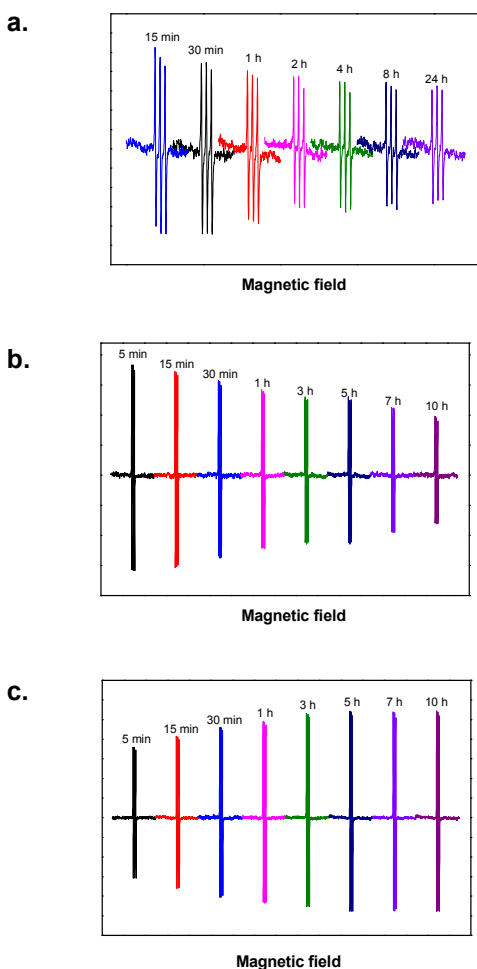 a.
15 min
30 min
1 h
2 h
4 h
8 h
24 h
Magnetic field
b.
5 min
15 min
30 min
1 h
3 h
5 h
7 h
10 h
Magnetic field
c.
5 min
15 min
30 min
1 h
3 h
5 h
7 h
10 h
Magnetic field